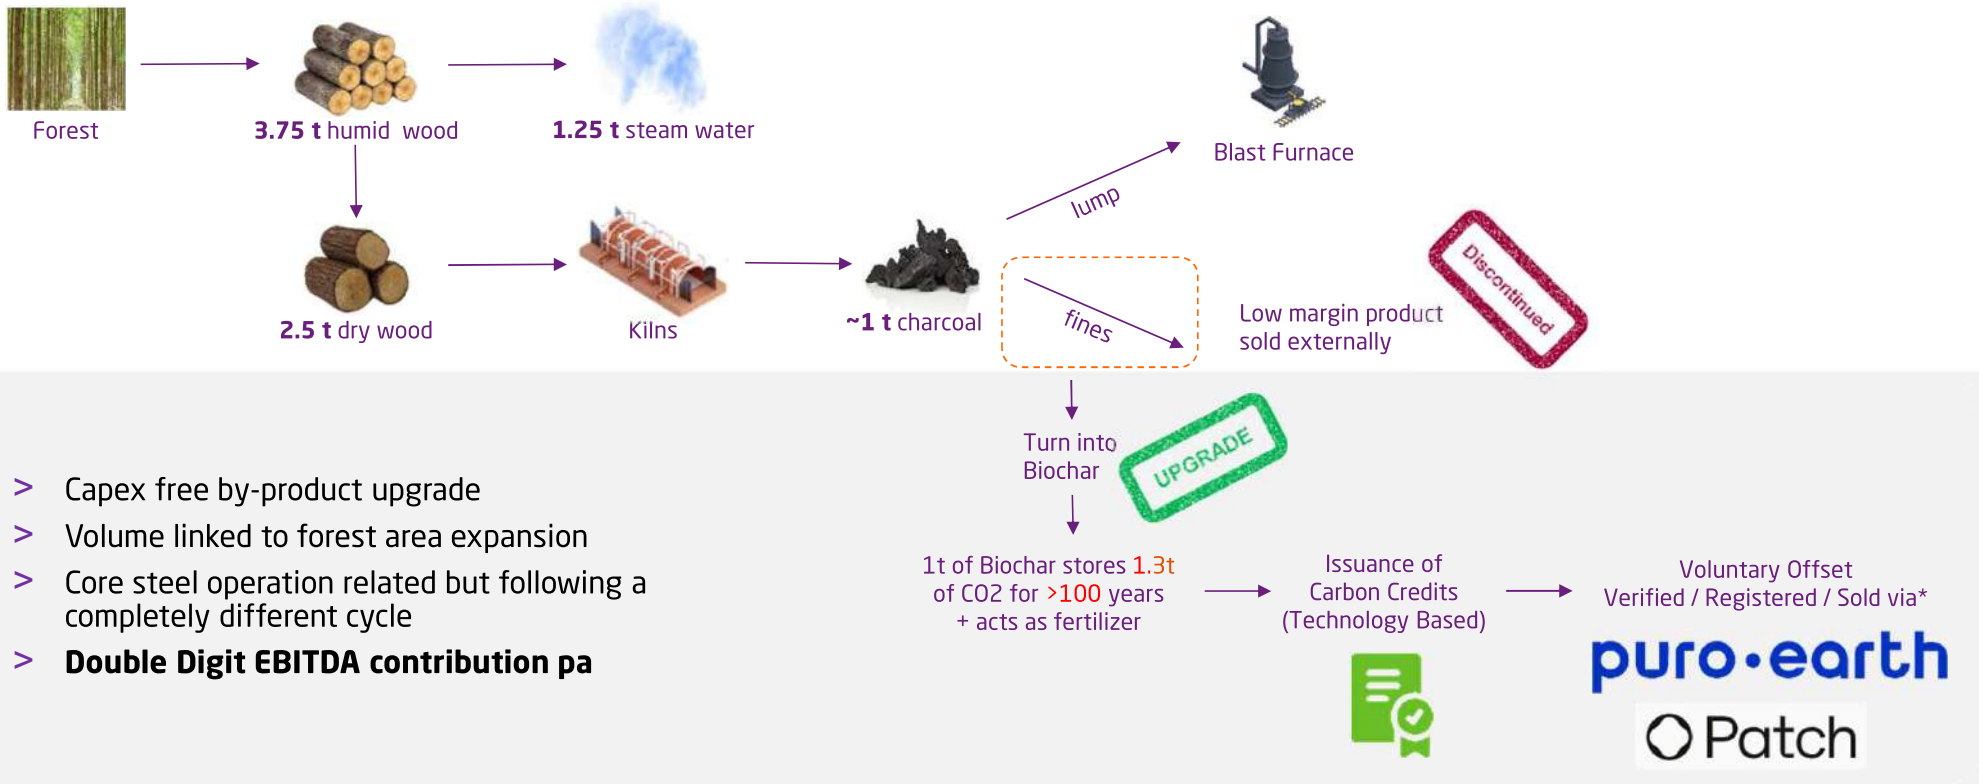 Forest
3.75 t humid wood
1.25 t steam water
Blast Furnace
lump
2.5 t dry wood
Kilns
~1 t charcoal
fines
Low margin product
sold externally
Discontinued
Turn into
Biochar
UPGRADE
> Capex free by-product upgrade
> Volume linked to forest area expansion
> Core steel operation related but following a
completely different cycle
> Double Digit EBITDA contribution pa
1t of Biochar stores 1.3t
of CO2 for >100 years
+ acts as fertilizer
Issuance of
Carbon Credits
(Technology Based)
Voluntary Offset
Verified / Registered / Sold via*
puro•earth
Patch